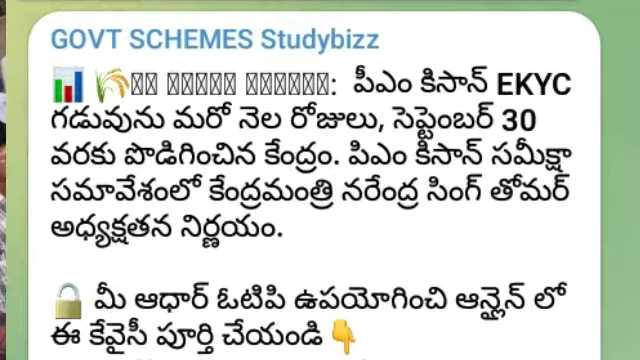 GOVT SCHEMES Studybizz
పీఎం కిసాన్ EKYC
గడువును మరో నెల రోజులు, సెప్టెంబర్ 30
వరకు పొడిగించిన కేంద్రం. పిఎం కిసాన్ సమీక్షా
సమావేశంలో కేంద్రమంత్రి నరేంద్ర సింగ్ తోమర్
అధ్యక్షతన నిర్ణయం.
🔒 మీ ఆధార్ ఓటిపి ఉపయోగించి ఆన్లైన్ లో
ఈ కేవైసీ పూర్తి చేయండి 👇